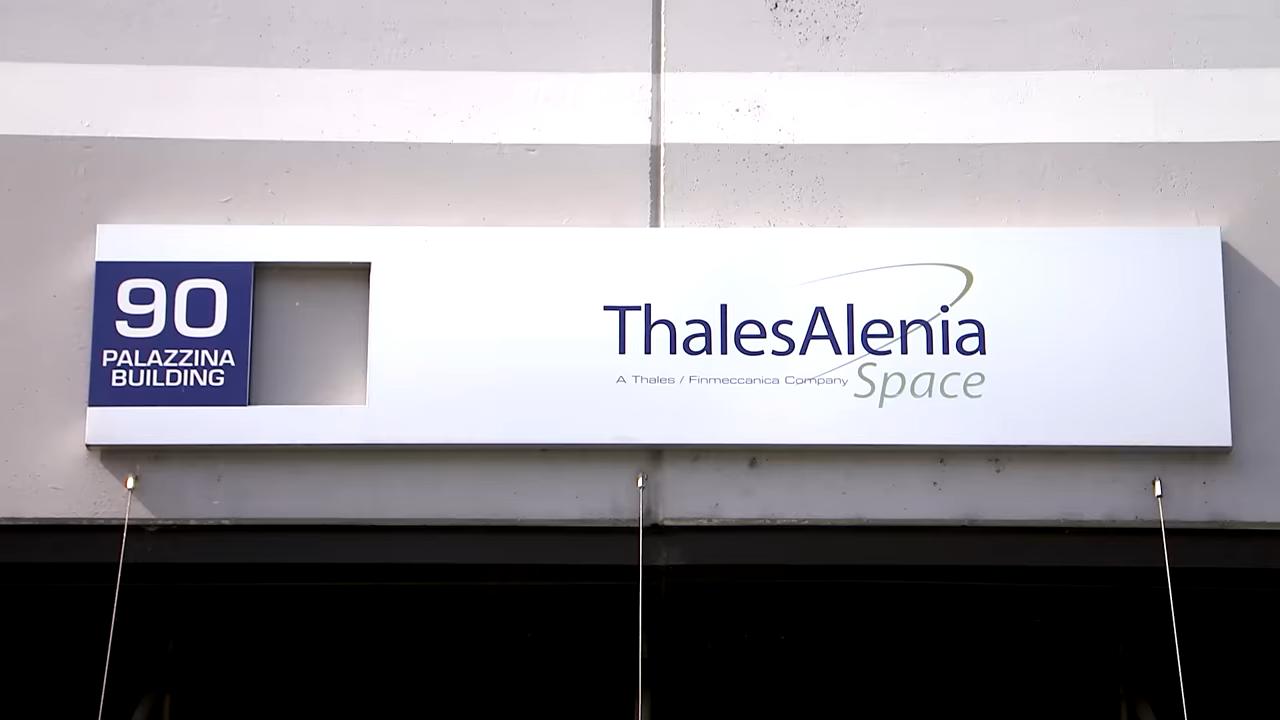 90
PALAZZINA
BUILDING
ThalesAlenia
A Thales / Finmeccanica Company
Space